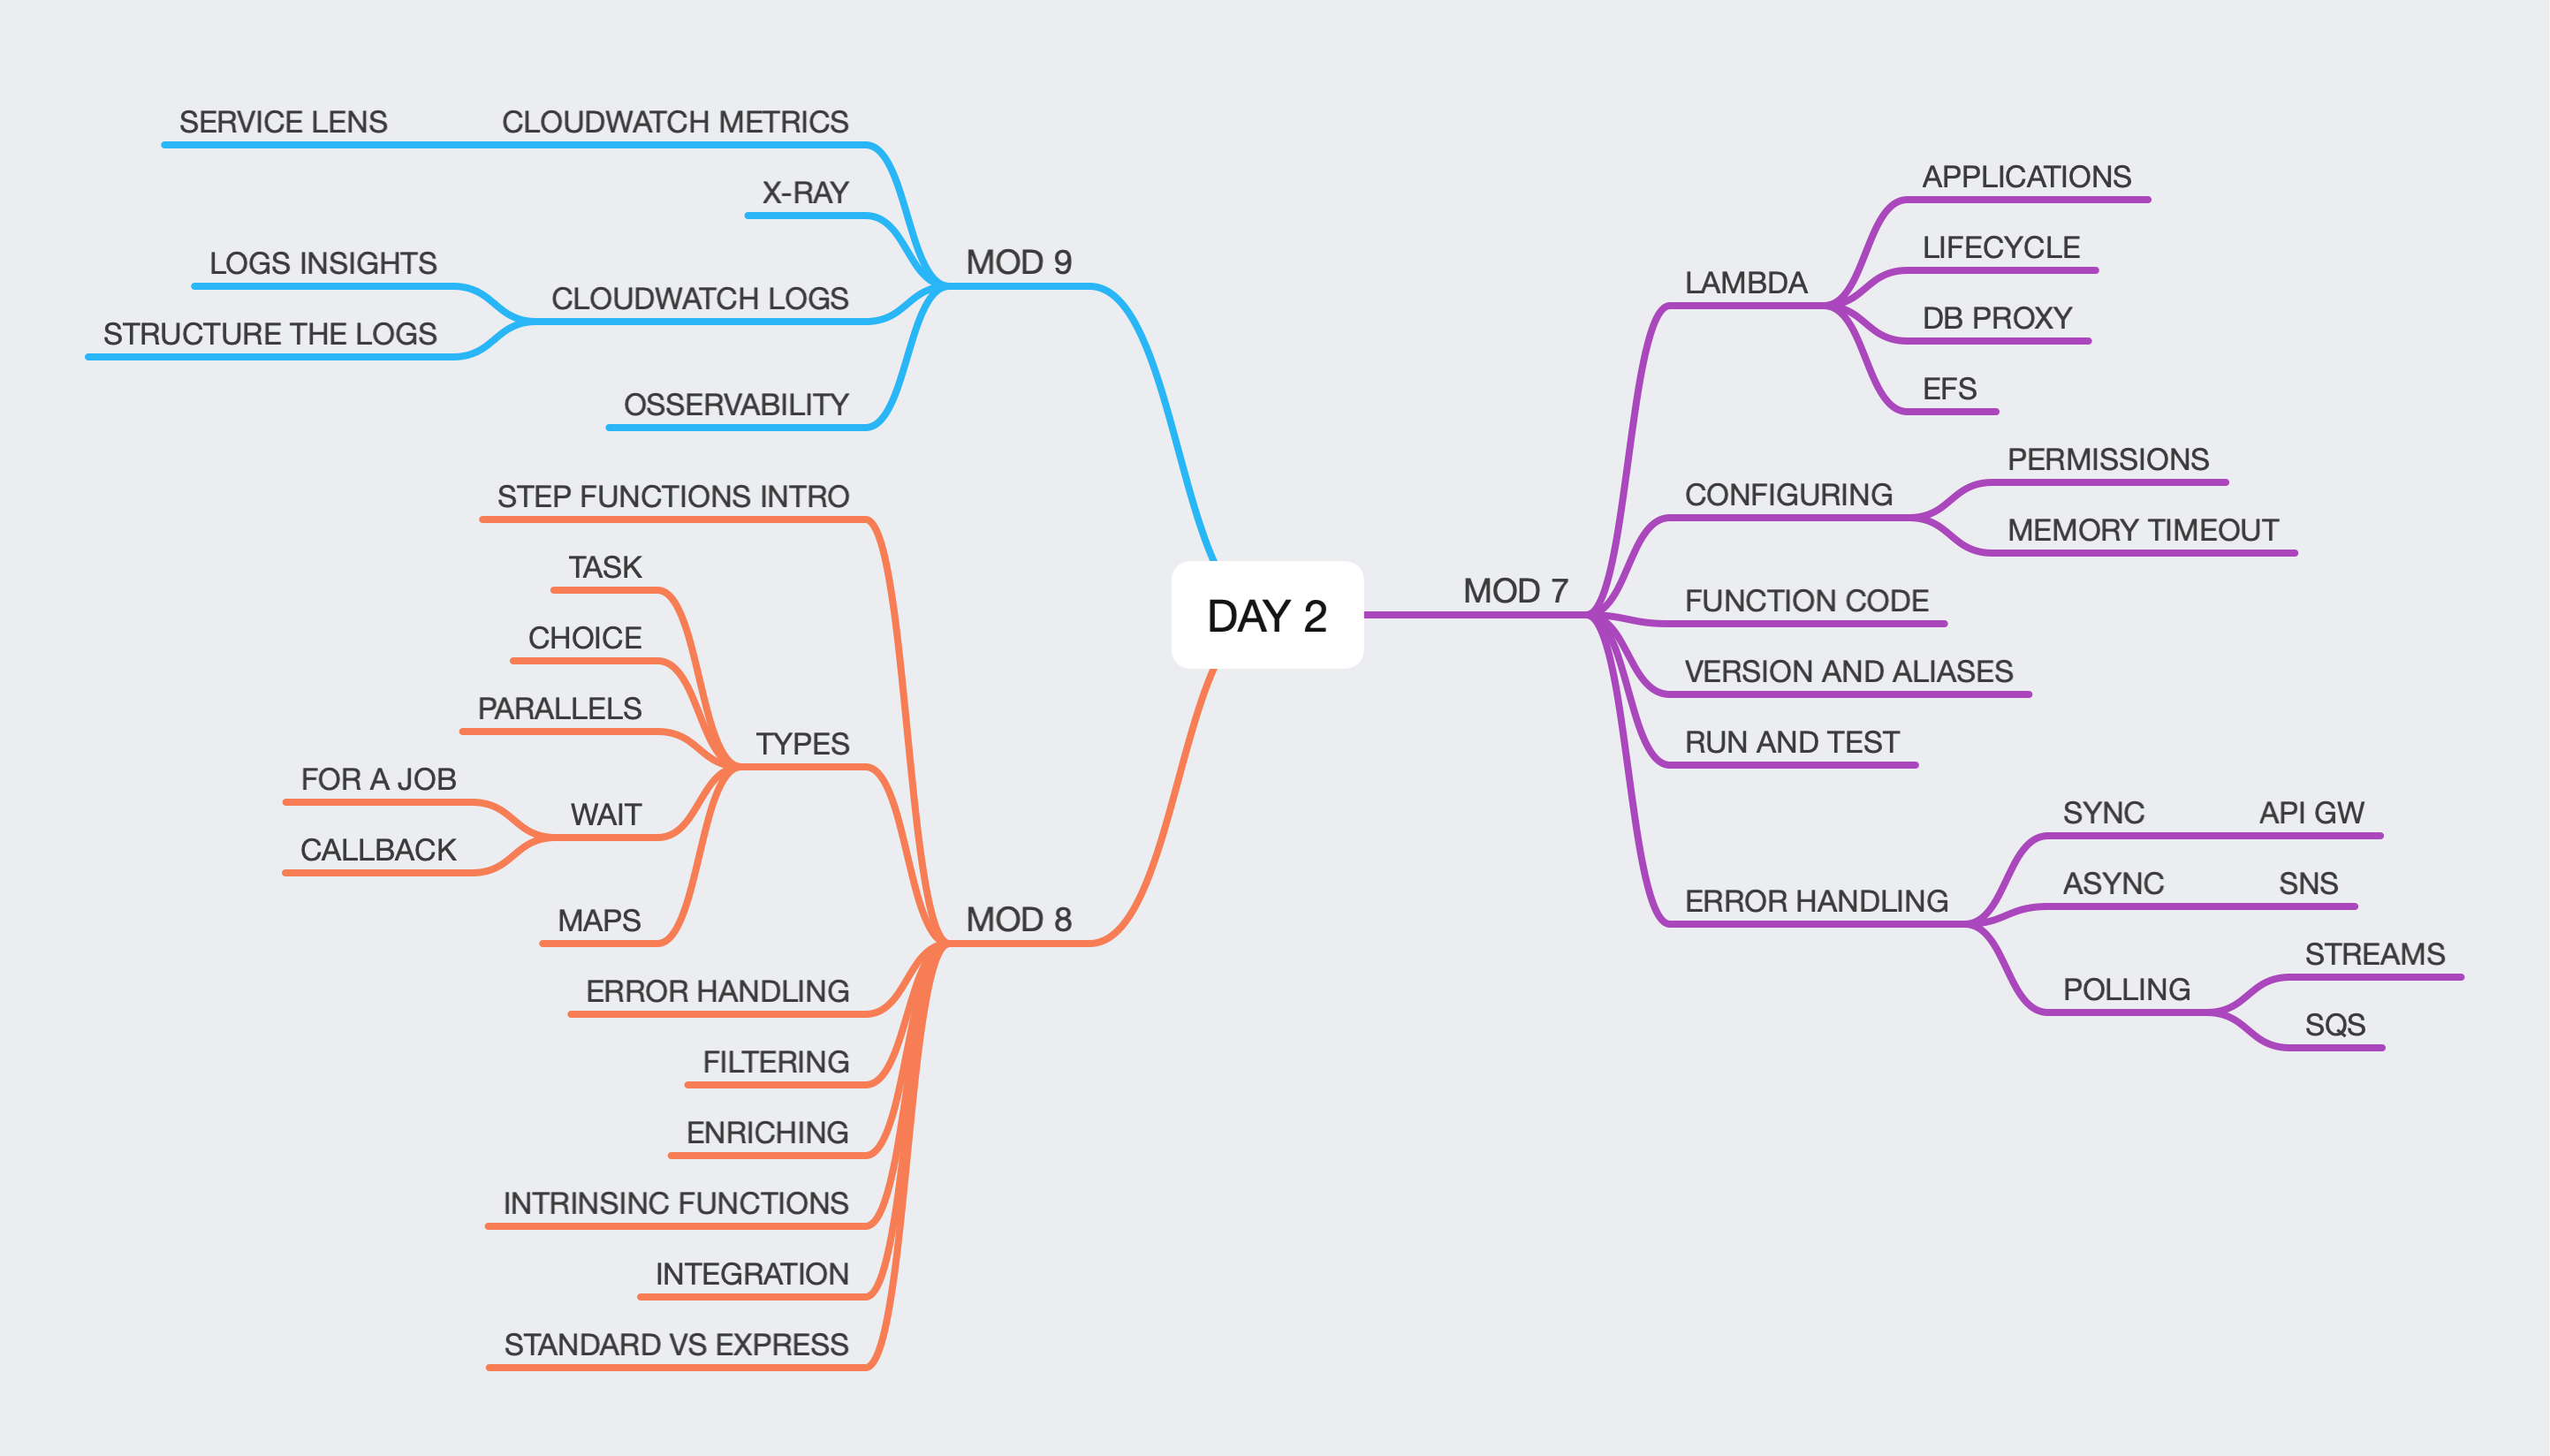 DAY 2
MOD 7
LAMBDA
APPLICATIONS
LIFECYCLE
DB PROXY
EFS
CONFIGURING
PERMISSIONS
MEMORY TIMEOUT
FUNCTION CODE
VERSION AND ALIASES
RUN AND TEST
ERROR HANDLING
SYNC
API GW
ASYNC
SNS
POLLING
STREAMS
SQS
MOD 8
STEP FUNCTIONS INTRO
TYPES
TASK
CHOICE
PARALLELS
WAIT
FOR A JOB
CALLBACK
MAPS
ERROR HANDLING
FILTERING
ENRICHING
INTRINSINC FUNCTIONS
INTEGRATION
STANDARD VS EXPRESS
MOD 9
CLOUDWATCH METRICS
SERVICE LENS
X-RAY
CLOUDWATCH LOGS
LOGS INSIGHTS
STRUCTURE THE LOGS
OSSERVABILITY